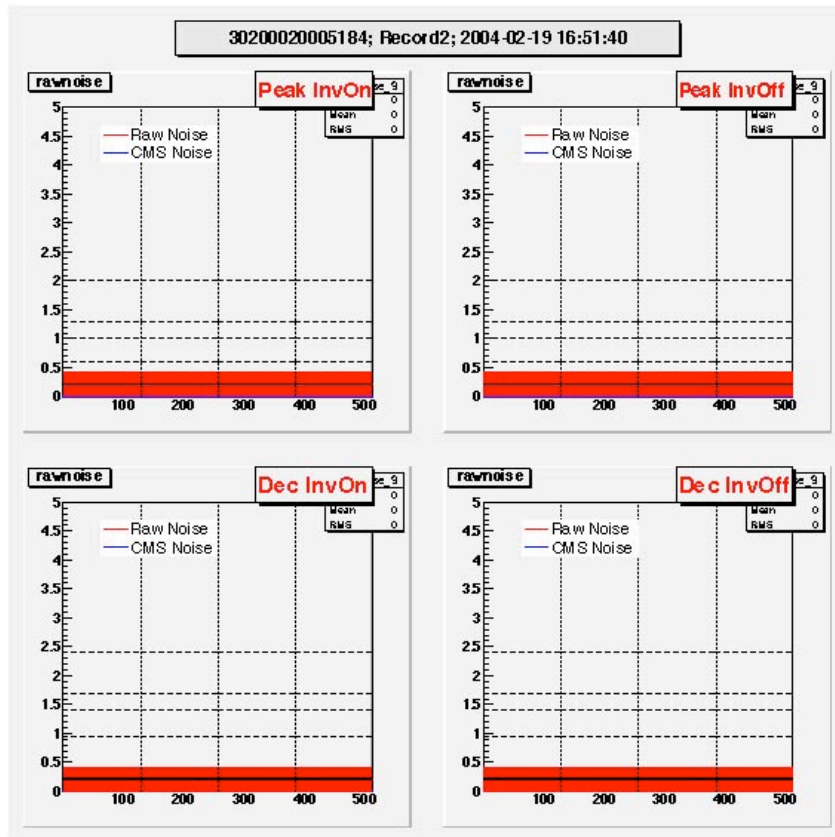 30200020005184; Record2; 2004-02-19 16:51:40
rawnoise
Peak InvOn
0
Mean 0
RMS 0
Raw Noise
CMS Noise
5
4.5
4
3.5
3
2.5
2
1.5
1
0.5
0
100 200 300 400 500
rawnoise
Peak InvOff
0
Mean 0
RMS 0
Raw Noise
CMS Noise
5
4.5
4
3.5
3
2.5
2
1.5
1
0.5
0
100 200 300 400 500
rawnoise
Dec InvOn
0
Mean 0
RMS 0
Raw Noise
CMS Noise
5
4.5
4
3.5
3
2.5
2
1.5
1
0.5
0
100 200 300 400 500
rawnoise
Dec InvOff
0
Mean 0
RMS 0
Raw Noise
CMS Noise
5
4.5
4
3.5
3
2.5
2
1.5
1
0.5
0
100 200 300 400 500